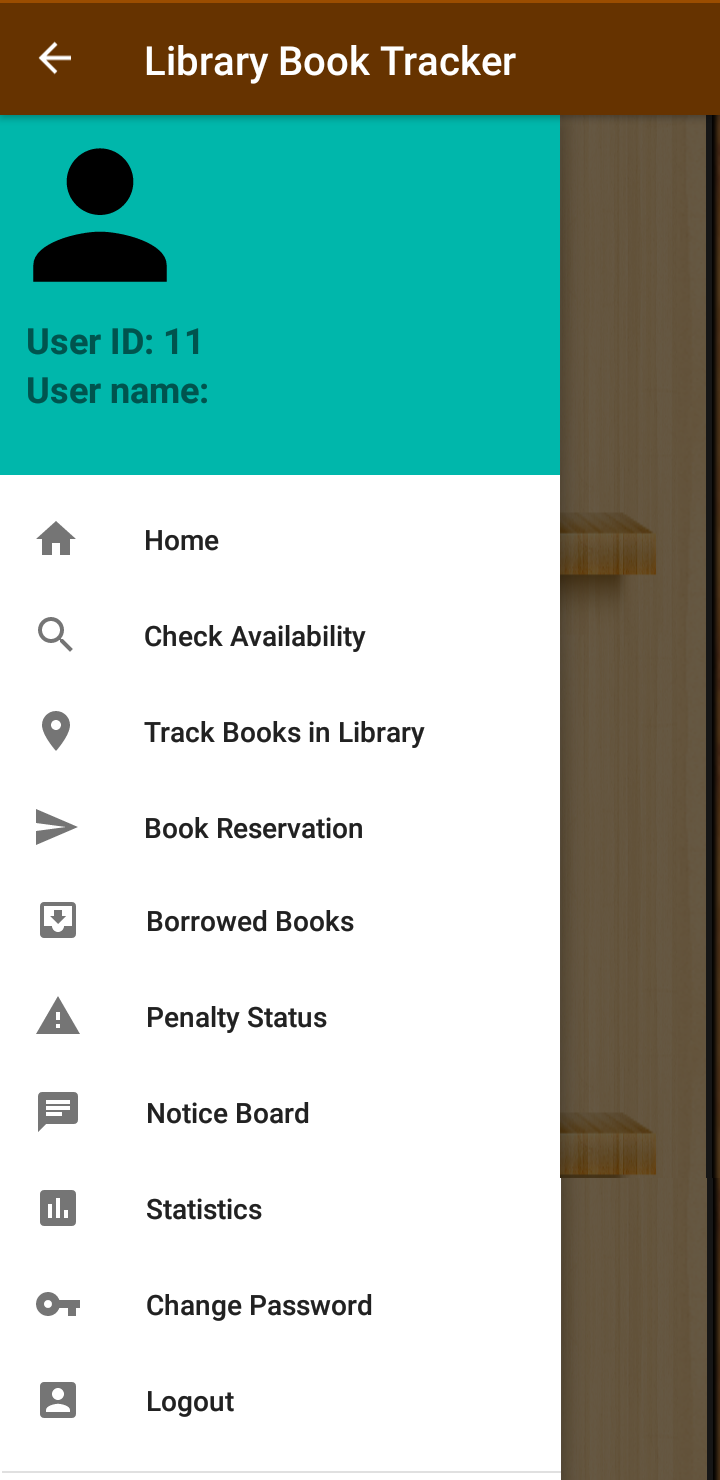 Library Book Tracker
User ID: 11
User name:
Home
Check Availability
Track Books in Library
Book Reservation
Borrowed Books
Penalty Status
Notice Board
Statistics
Change Password
Logout